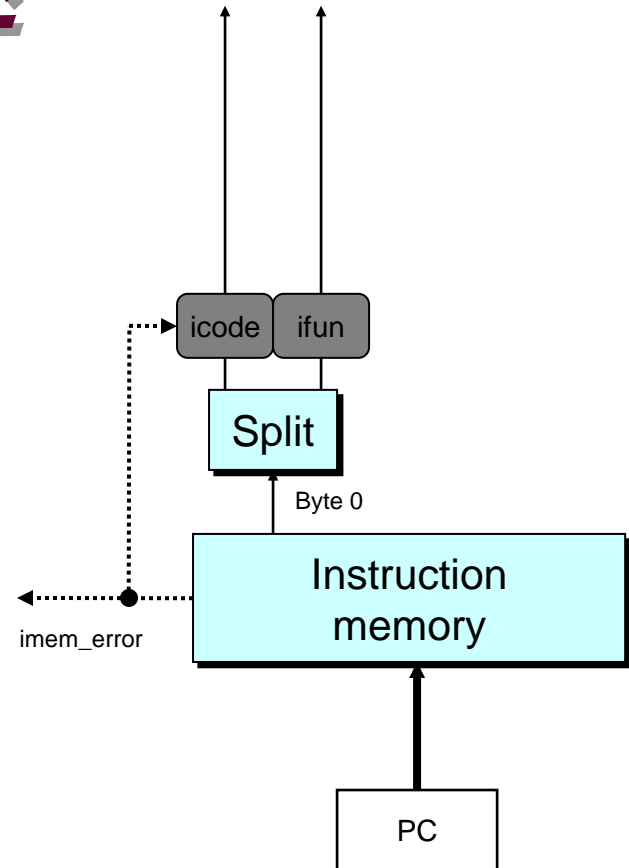 icode ifun
Split
Byte 0
Instruction
memory
imem_error
PC